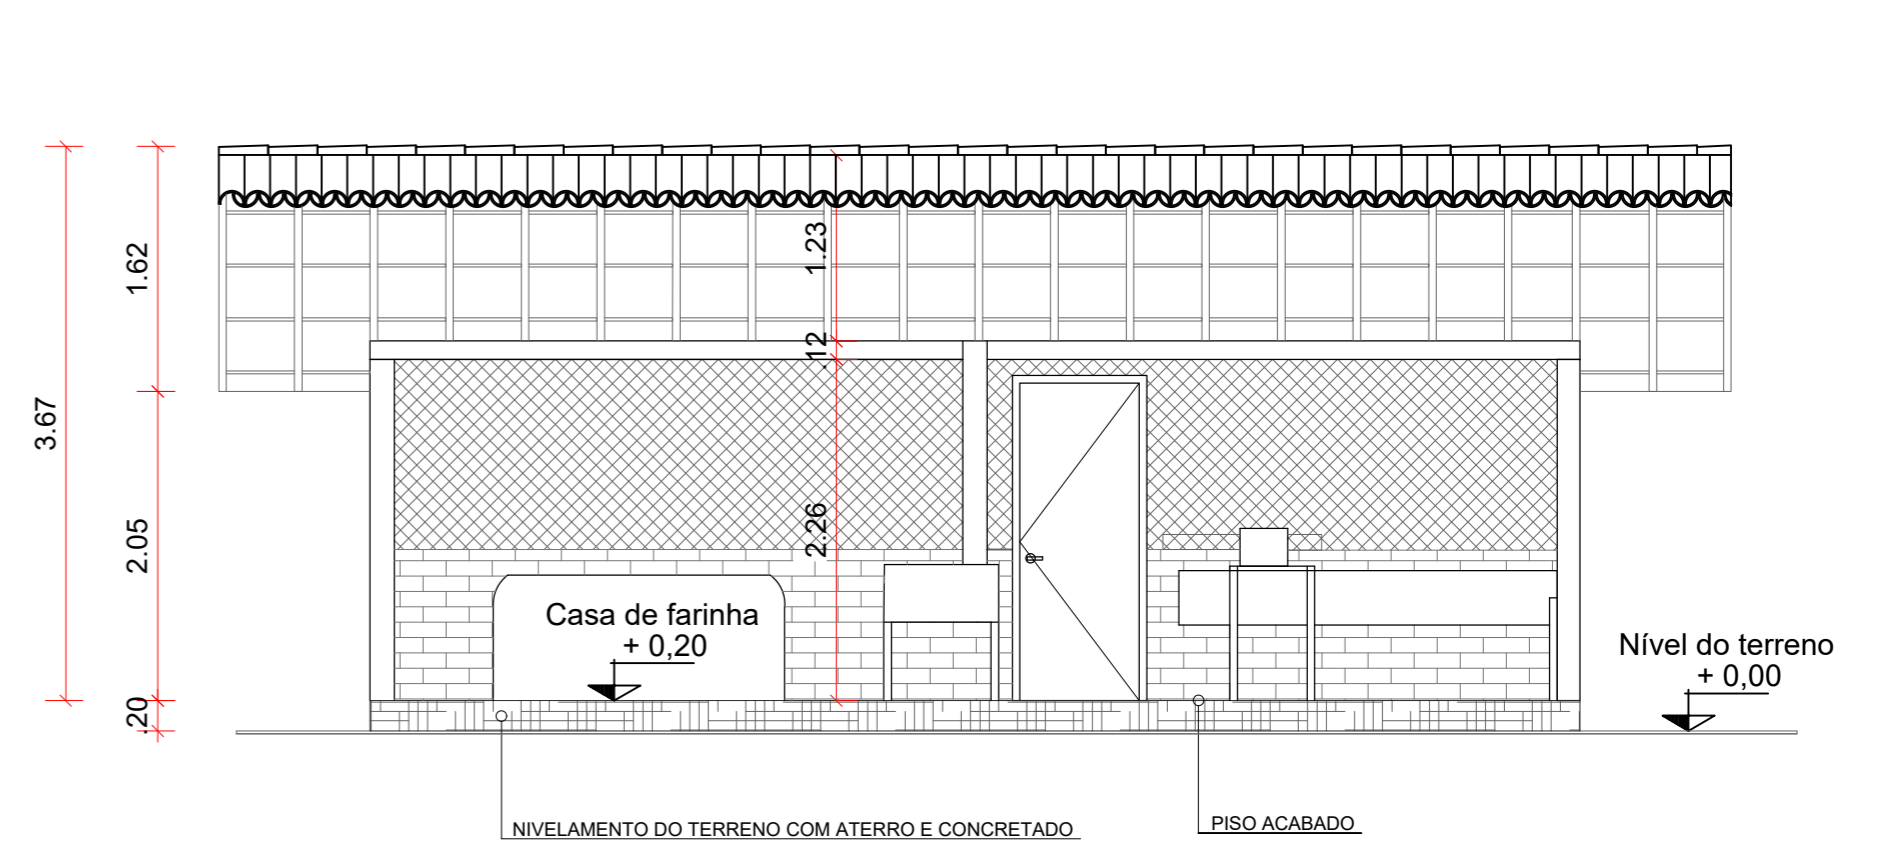 1.62
3.67
2.05
.20
1.23
.12
2.26
Casa de farinha
+ 0,20
Nível do terreno
+ 0,00
NIVELAMENTO DO TERRENO COM ATERRO E CONCRETADO
PISO ACABADO